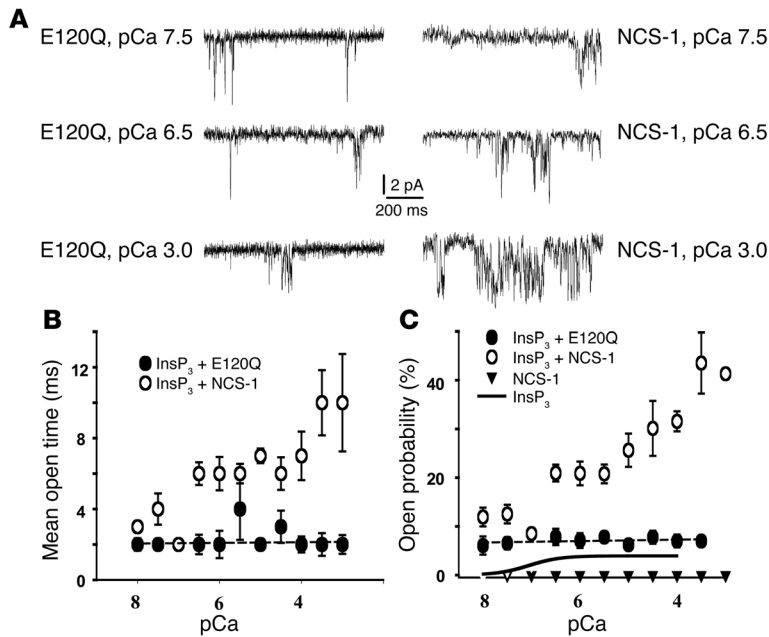 A
E120Q, pCa 7.5
NCS-1, pCa 7.5
E120Q, pCa 6.5
NCS-1, pCa 6.5
2 pA
200 ms
E120Q, pCa 3.0
NCS-1, pCa 3.0
B
InsP3 + E120Q
InsP3 + NCS-1
Mean open time (ms)
12
8
4
0
8 6 4
pCa
C
InsP3 + E120Q
InsP3 + NCS-1
NCS-1
InsP3
Open probability (%)
40
20
0
8 6 4
pCa